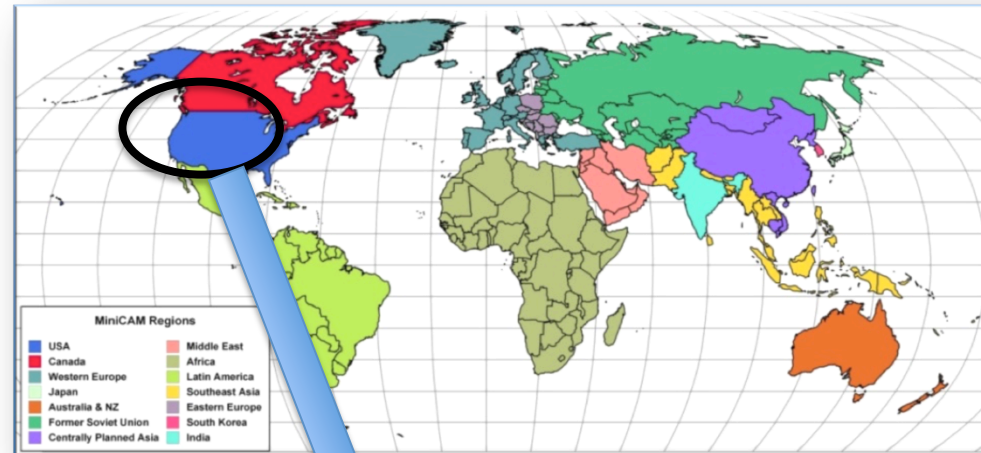 MiniCAM Regions
USA
Canada
Western Europe
Japan
Australia & NZ
Former Soviet Union
Centrally Planned Asia
Middle East
Africa
Latin America
Southeast Asia
Eastern Europe
South Korea
India